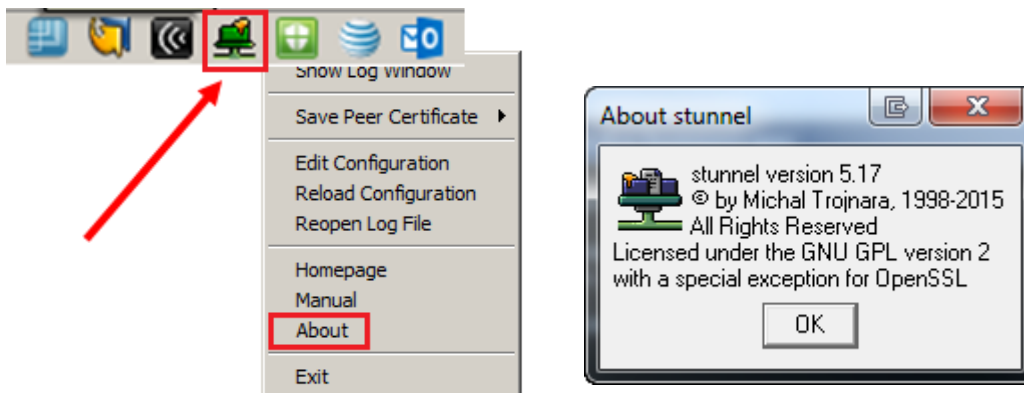 Show Log Window
Save Peer Certificate
Edit Configuration
Reload Configuration
Reopen Log File
Homepage
Manual
About
Exit
About stunnel
stunnel version 5.17
© by Michal Trojnara, 1998-2015
All Rights Reserved
Licensed under the GNU GPL version 2
with a special exception for OpenSSL
OK